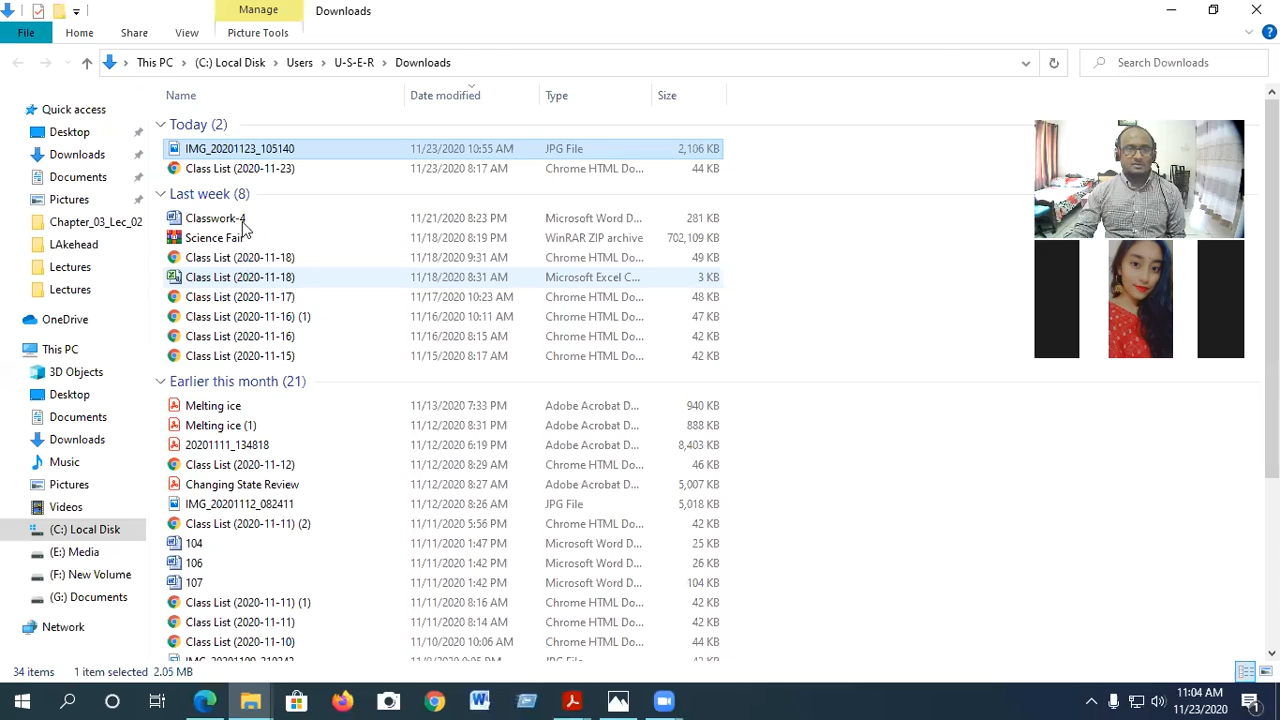 Manage
Downloads
File
Home
Share
View
Picture Tools
This PC
(C:) Local Disk
Users
U-S-E-R
Downloads
Search Downloads
Name
Date modified
Type
Size
Quick access
Desktop
Downloads
Documents
Pictures
Chapter_03_Lec_02
LAkehead
Lectures
Lectures
OneDrive
This PC
3D Objects
Desktop
Documents
Downloads
Music
Pictures
Videos
(C:) Local Disk
(E:) Media
(F:) New Volume
(G:) Documents
Network
Today (2)
IMG_20201123_105140 11/23/2020 10:55 AM JPG File 2,106 KB
Class List (2020-11-23) 11/23/2020 8:17 AM Chrome HTML Do... 44 KB
Last week (8)
Classwork-4 11/21/2020 8:23 PM Microsoft Word D... 281 KB
Science Fair 11/18/2020 8:19 PM WinRAR ZIP archive 702,109 KB
Class List (2020-11-18) 11/18/2020 9:31 AM Chrome HTML Do... 49 KB
Class List (2020-11-18) 11/18/2020 8:31 AM Microsoft Excel C... 3 KB
Class List (2020-11-17) 11/17/2020 10:23 AM Chrome HTML Do... 48 KB
Class List (2020-11-16) (1) 11/16/2020 10:11 AM Chrome HTML Do... 47 KB
Class List (2020-11-16) 11/16/2020 8:15 AM Chrome HTML Do... 42 KB
Class List (2020-11-15) 11/15/2020 8:17 AM Chrome HTML Do... 42 KB
Earlier this month (21)
Melting ice 11/13/2020 7:33 PM Adobe Acrobat D... 940 KB
Melting ice (1) 11/12/2020 8:31 PM Adobe Acrobat D... 888 KB
20201111_134818 11/12/2020 6:19 PM Adobe Acrobat D... 8,403 KB
Class List (2020-11-12) 11/12/2020 8:29 AM Chrome HTML Do... 46 KB
Changing State Review 11/12/2020 8:27 AM Adobe Acrobat D... 5,007 KB
IMG_20201112_082411 11/12/2020 8:26 AM JPG File 5,018 KB
Class List (2020-11-11) (2) 11/11/2020 5:56 PM Chrome HTML Do... 42 KB
104 11/11/2020 1:47 PM Microsoft Word D... 25 KB
106 11/11/2020 1:42 PM Microsoft Word D... 26 KB
107 11/11/2020 1:42 PM Microsoft Word D... 104 KB
Class List (2020-11-11) (1) 11/11/2020 8:16 AM Chrome HTML Do... 42 KB
Class List (2020-11-11) 11/11/2020 8:14 AM Chrome HTML Do... 42 KB
Class List (2020-11-10) 11/10/2020 10:06 AM Chrome HTML Do... 44 KB
34 items
1 item selected 2.05 MB
11:04 AM
11/23/2020
1